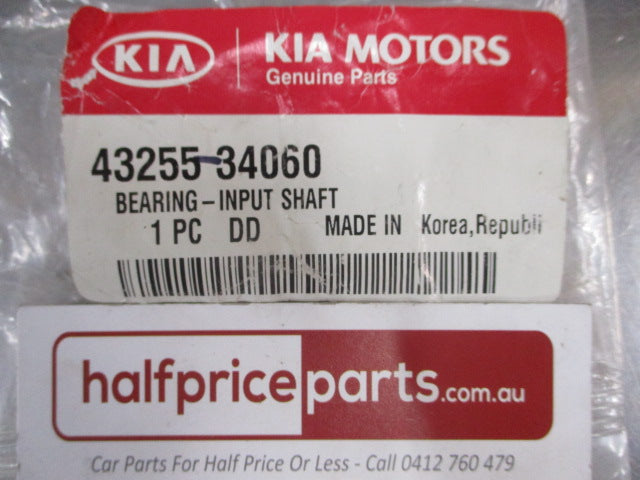 KIA KIA MOTORS
Genuine Parts
43255-34060
BEARING-INPUT SHAFT
1 PC DD MADE IN Korea,Republi
halfpriceparts.com.au
Car Parts For Half Price Or Less - Call 0412 760 479